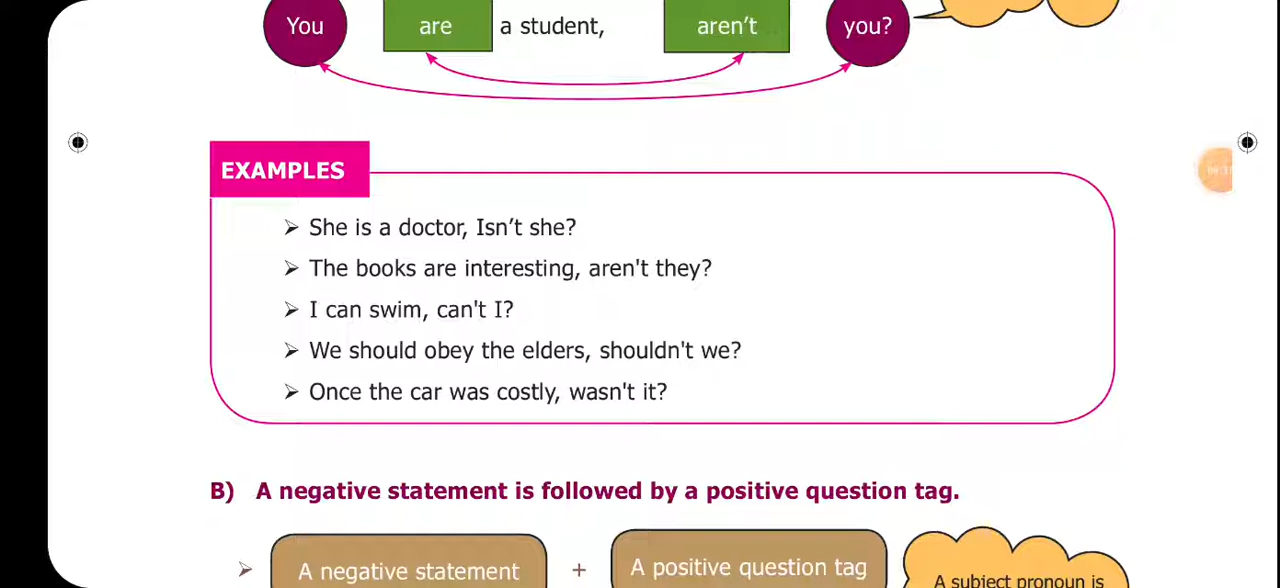 You are a student, aren't you?
EXAMPLES
➢ She is a doctor, Isn't she?
➢ The books are interesting, aren't they?
➢ I can swim, can't I?
➢ We should obey the elders, shouldn't we?
➢ Once the car was costly, wasn't it?
B) A negative statement is followed by a positive question tag.
➢ A negative statement + A positive question tag
A subject pronoun is